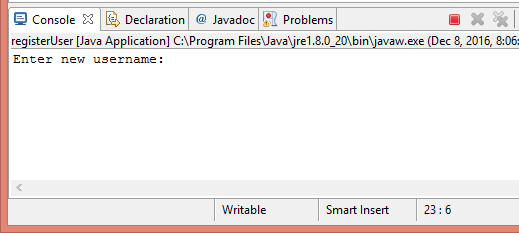 Console Declaration @ Javadoc Problems
registerUser [Java Application] C:\Program Files\Java\jre1.8.0_20\bin\javaw.exe (Dec 8, 2016, 8:06:
Enter new username:
Writable Smart Insert 23 : 6